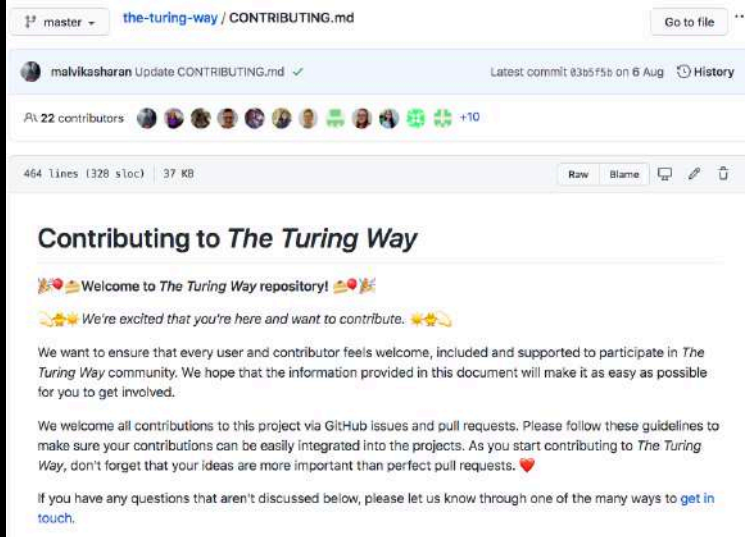 master
the-turing-way / CONTRIBUTING.md
Go to file
malvikasharan Update CONTRIBUTING.md
Latest commit 03b5f5b on 6 Aug
History
22 contributors
+10
464 lines (328 sloc) | 37 KB
Raw
Blame
Contributing to The Turing Way
Welcome to The Turing Way repository!
We're excited that you're here and want to contribute.
We want to ensure that every user and contributor feels welcome, included and supported to participate in The
Turing Way community. We hope that the information provided in this document will make it as easy as possible
for you to get involved.
We welcome all contributions to this project via GitHub issues and pull requests. Please follow these guidelines to
make sure your contributions can be easily integrated into the projects. As you start contributing to The Turing
Way, don't forget that your ideas are more important than perfect pull requests. ❤️
If you have any questions that aren't discussed below, please let us know through one of the many ways to get in
touch.